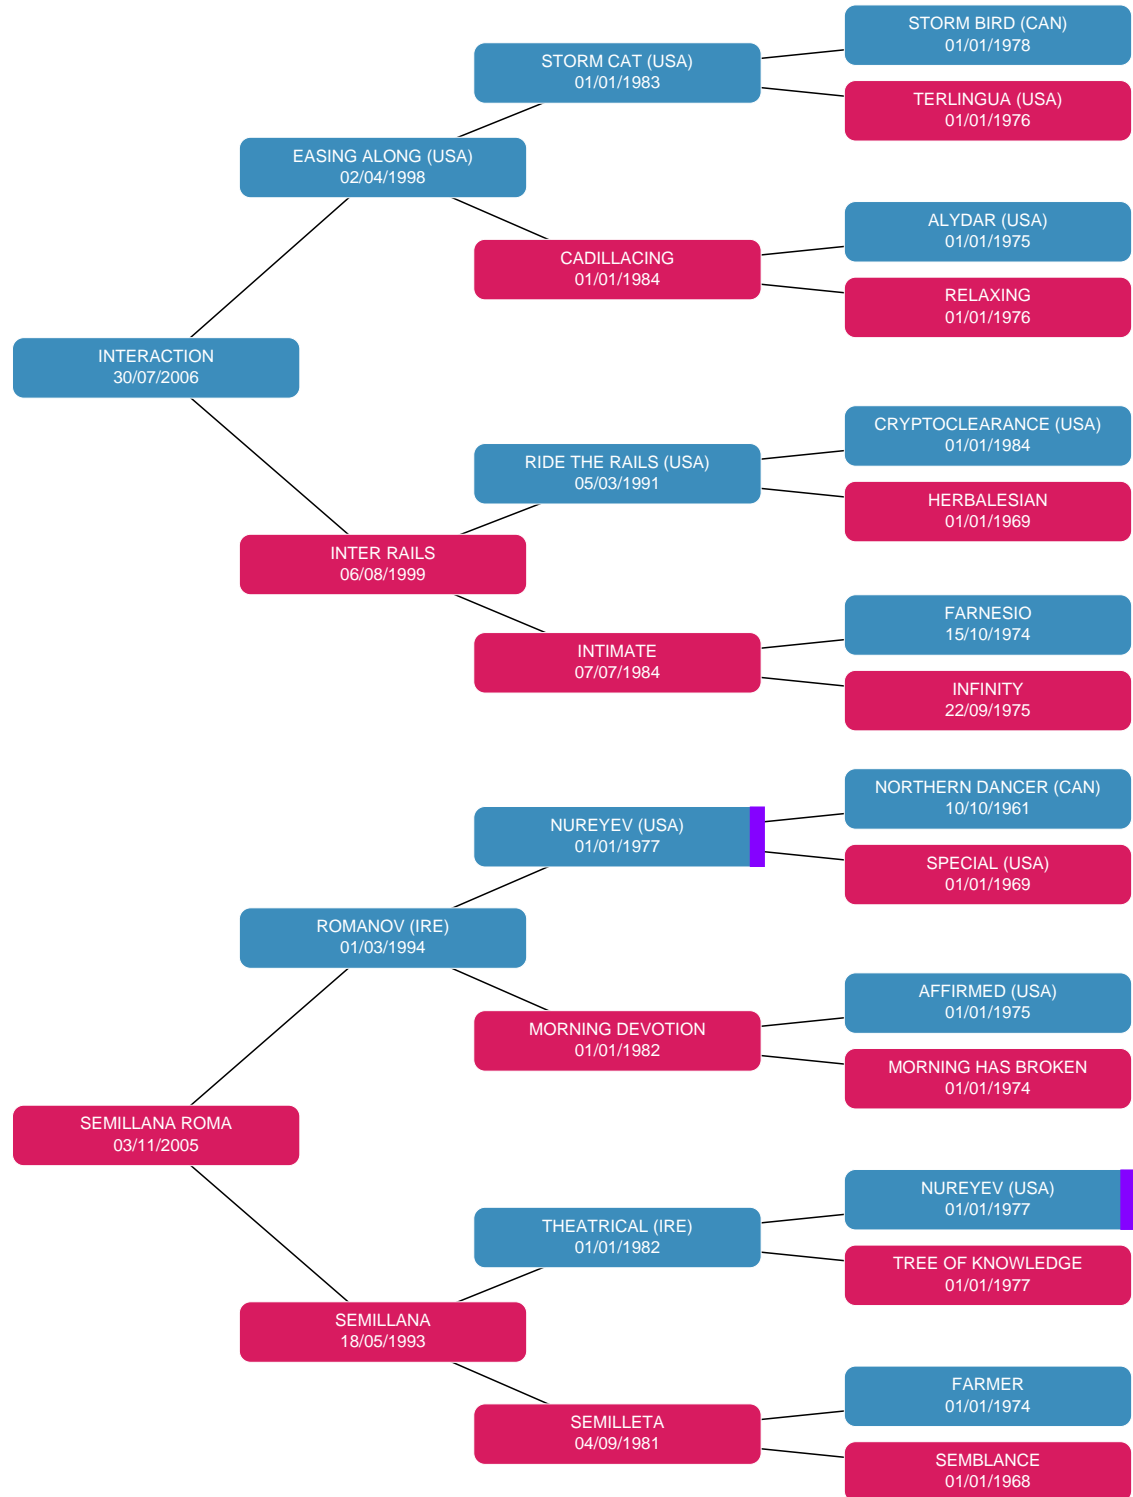 STORM BIRD (CAN)
01/01/1978
STORM CAT (USA)
01/01/1983
TERLINGUA (USA)
01/01/1976
EASING ALONG (USA)
02/04/1998
ALYDAR (USA)
01/01/1975
CADILLACING
01/01/1984
RELAXING
01/01/1976
INTERACTION
30/07/2006
CRYPTOCLEARANCE (USA)
01/01/1984
RIDE THE RAILS (USA)
05/03/1991
HERBALESIAN
01/01/1969
INTER RAILS
06/08/1999
FARNESIO
15/10/1974
INTIMATE
07/07/1984
INFINITY
22/09/1975
NORTHERN DANCER (CAN)
10/10/1961
NUREYEV (USA)
01/01/1977
SPECIAL (USA)
01/01/1969
ROMANOV (IRE)
01/03/1994
AFFIRMED (USA)
01/01/1975
MORNING DEVOTION
01/01/1982
MORNING HAS BROKEN
01/01/1974
SEMILLANA ROMA
03/11/2005
NUREYEV (USA)
01/01/1977
THEATRICAL (IRE)
01/01/1982
TREE OF KNOWLEDGE
01/01/1977
SEMILLANA
18/05/1993
FARMER
01/01/1974
SEMILLETA
04/09/1981
SEMBLANCE
01/01/1968